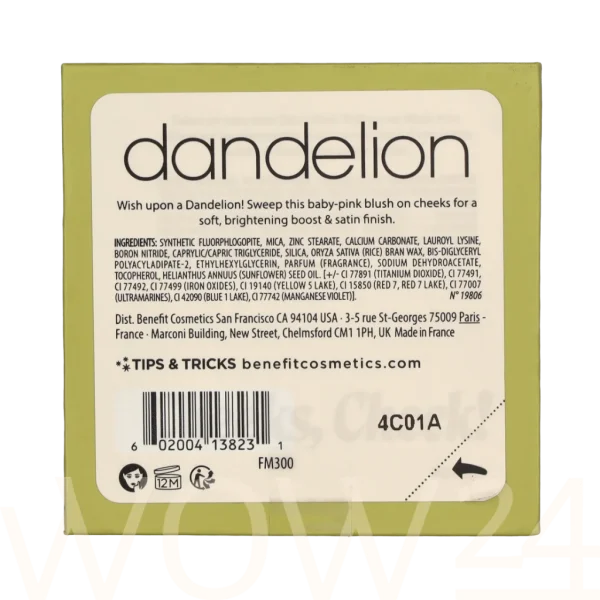 dandelion
Wish upon a Dandelion! Sweep this baby-pink blush on cheeks for a
soft, brightening boost & satin finish.
INGREDIENTS: SYNTHETIC FLUORPHLOGOPITE, MICA, ZINC STEARATE, CALCIUM CARBONATE, LAUROYL LYSINE,
BORON NITRIDE, CAPRYLIC/CAPRIC TRIGLYCERIDE, SILICA, ORYZA SATIVA (RICE) BRAN WAX, BIS-DIGLYCERYL
POLYACYLADIPATE-2, ETHYLHEXYLGLYCERIN, PARFUM (FRAGRANCE), SODIUM DEHYDROACETATE,
TOCOPHEROL, HELIANTHUS ANNUUS (SUNFLOWER) SEED OIL. [+/- CI 77891 (TITANIUM DIOXIDE), CI 77491,
CI 77492, CI 77499 (IRON OXIDES), CI 19140 (YELLOW 5 LAKE), CI 15850 (RED 7, RED 7 LAKE), CI 77007
(ULTRAMARINES), CI 42090 (BLUE 1 LAKE), CI 77742 (MANGANESE VIOLET)]. N° 19806
Dist. Benefit Cosmetics San Francisco CA 94104 USA · 3-5 rue St-Georges 75009 Paris -
France · Marconi Building, New Street, Chelmsford CM1 1PH, UK Made in France
TIPS & TRICKS benefitcosmetics.com
4C01A
6 02004 13823 1
FM300
12M
WOW24